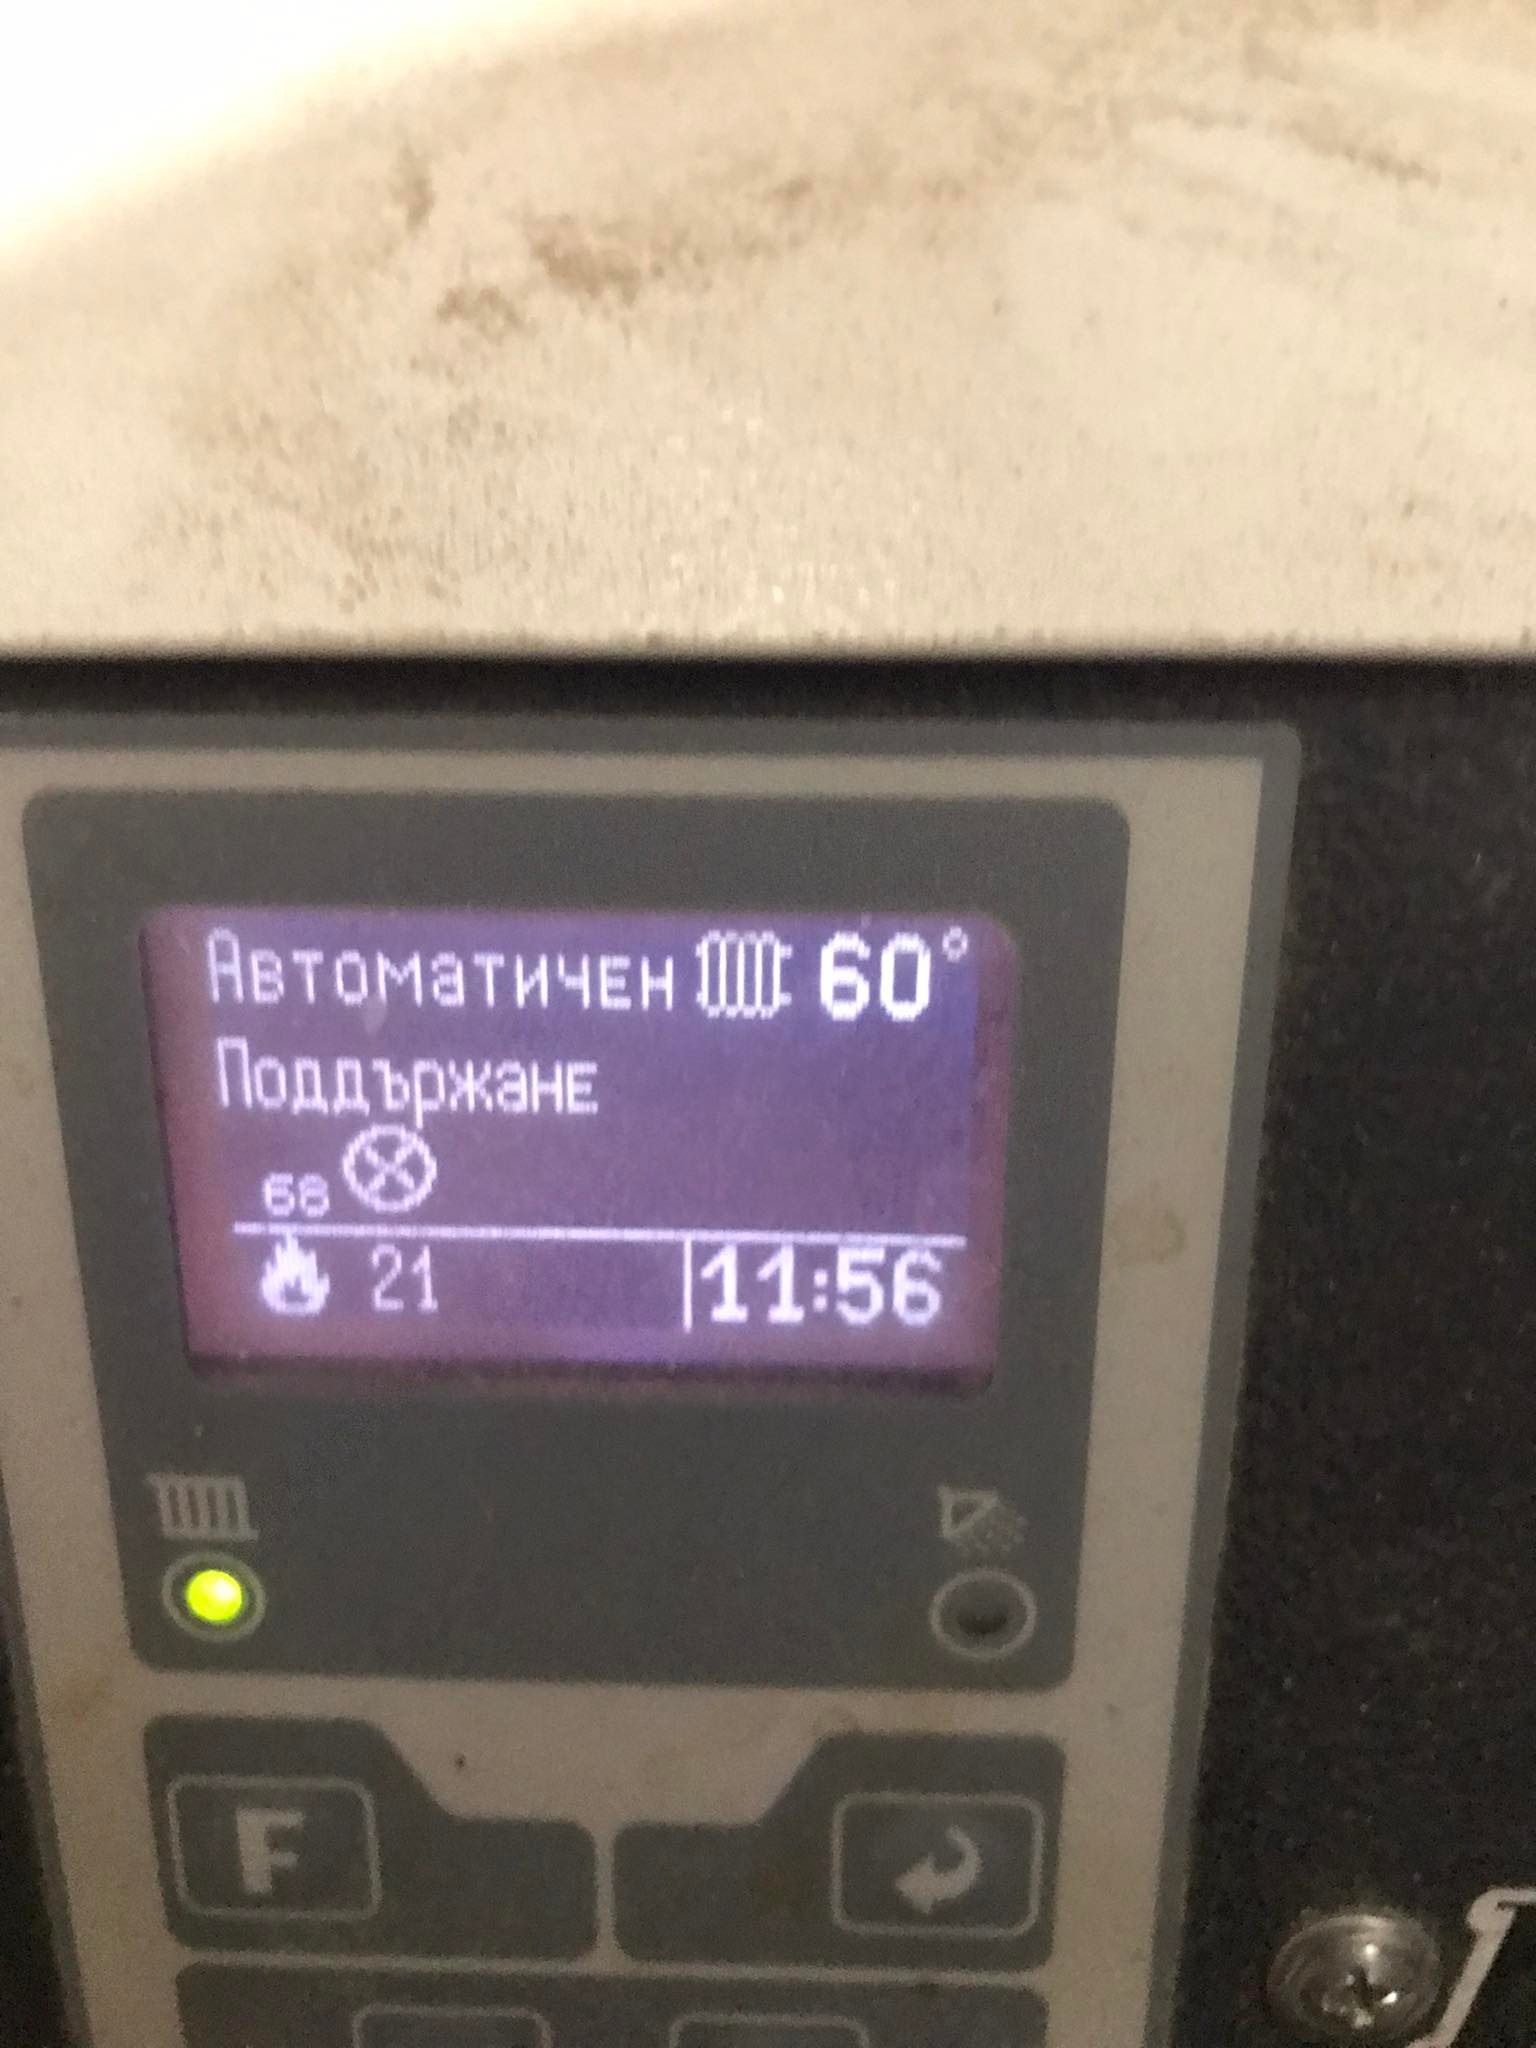 Автоматичен 60°
Поддържане
68
21 11:56
F